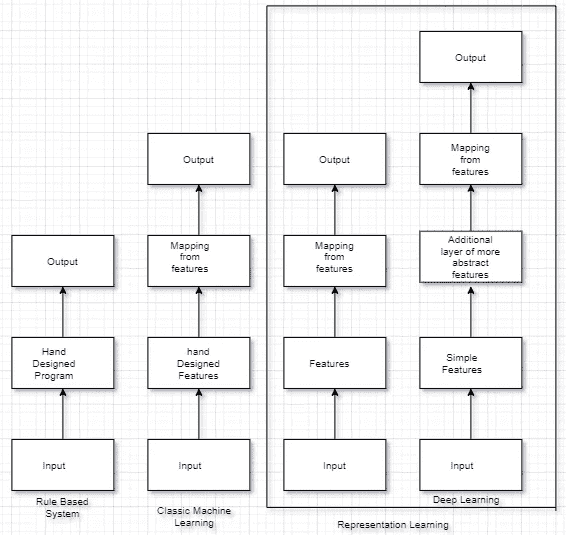 Output
Mapping
from
features
Additional
layer of more
abstract
features
Simple
Features
Input
Deep Learning
Output
Mapping
from
features
Features
Input
Representation Learning
Output
Mapping
from
features
hand
Designed
Features
Input
Classic Machine
Learning
Output
Hand
Designed
Program
Input
Rule Based
System